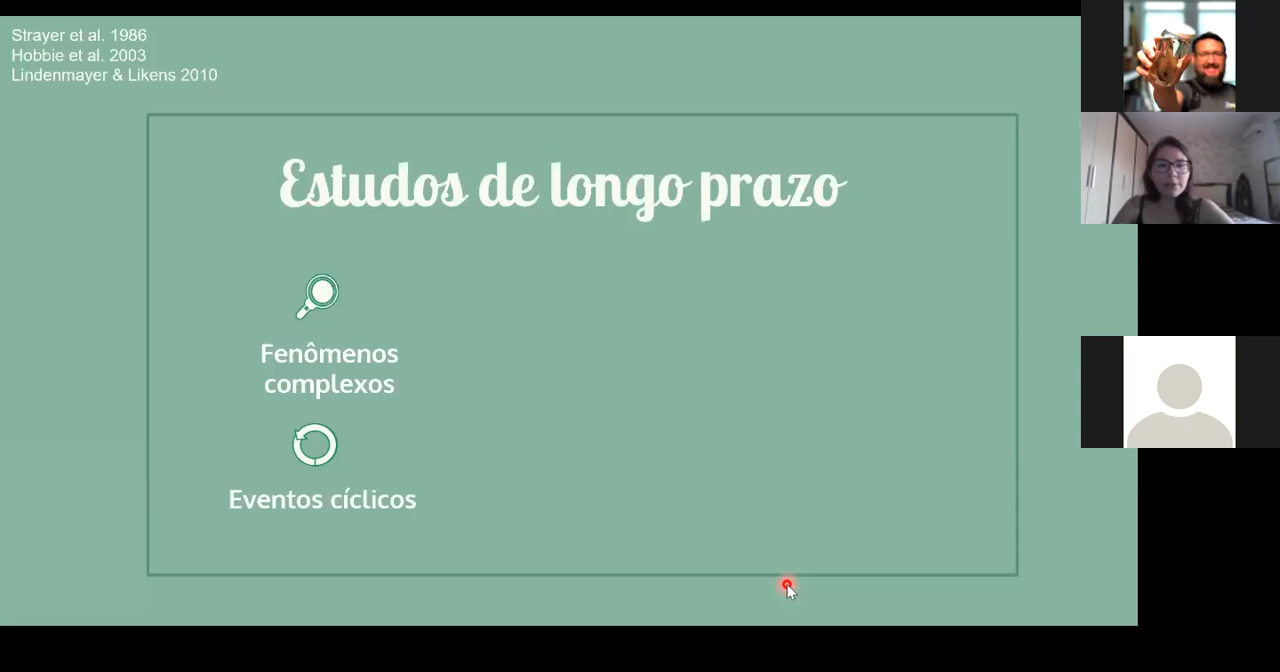 Strayer et al. 1986
Hobbie et al. 2003
Lindenmayer & Likens 2010
Estudos de longo prazo
Fenômenos
complexos
Eventos cíclicos